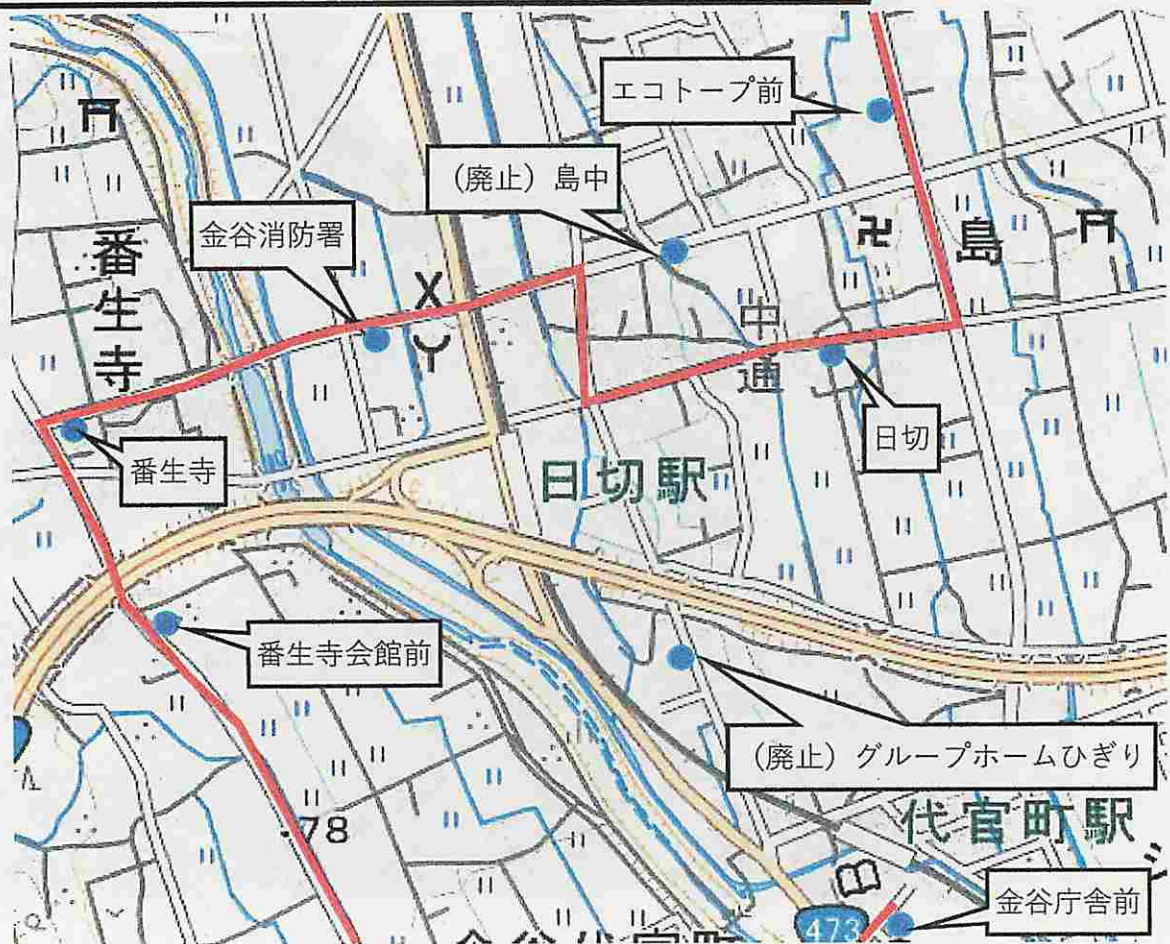 エコトープ前
(廃止)島中
金谷消防署
番生寺
島
中通
日切
番生寺
日切駅
番生寺会館前
(廃止)グループホームひぎり
78
代官町駅
金谷庁舎前
473